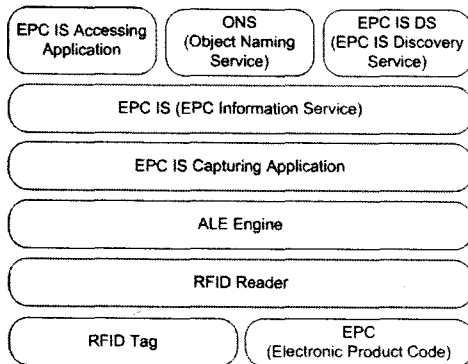 EPC IS Accessing
Application
ONS
(Object Naming
Service)
EPC IS DS
(EPC IS Discovery
Service)
EPC IS (EPC Information Service)
EPC IS Capturing Application
ALE Engine
RFID Reader
RFID Tag
EPC
(Electronic Product Code)